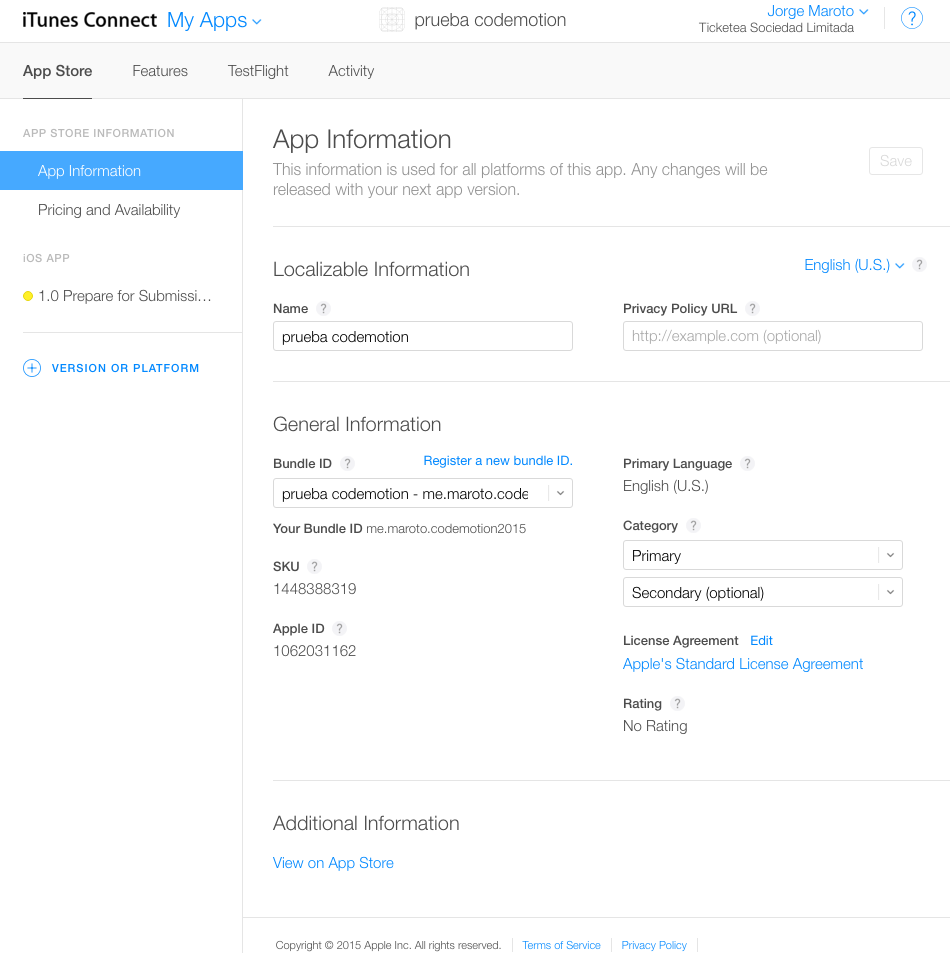 iTunes Connect My Apps prueba codemotion Jorge Maroto ?
Ticketea Sociedad Limitada
App Store Features TestFlight Activity
APP STORE INFORMATION
App Information
Pricing and Availability
iOS APP
1.0 Prepare for Submissi...
VERSION OR PLATFORM
App Information
This information is used for all platforms of this app. Any changes will be
released with your next app version.
Save
Localizable Information
English (U.S.) ?
Name ?
prueba codemotion
Privacy Policy URL ?
http://example.com (optional)
General Information
Bundle ID ? Register a new bundle ID.
prueba codemotion - me.maroto.code
Your Bundle ID me.maroto.codemotion2015
SKU ?
1448388319
Apple ID ?
1062031162
Primary Language ?
English (U.S.)
Category ?
Primary
Secondary (optional)
License Agreement Edit
Apple's Standard License Agreement
Rating ?
No Rating
Additional Information
View on App Store
Copyright © 2015 Apple Inc. All rights reserved. Terms of Service Privacy Policy